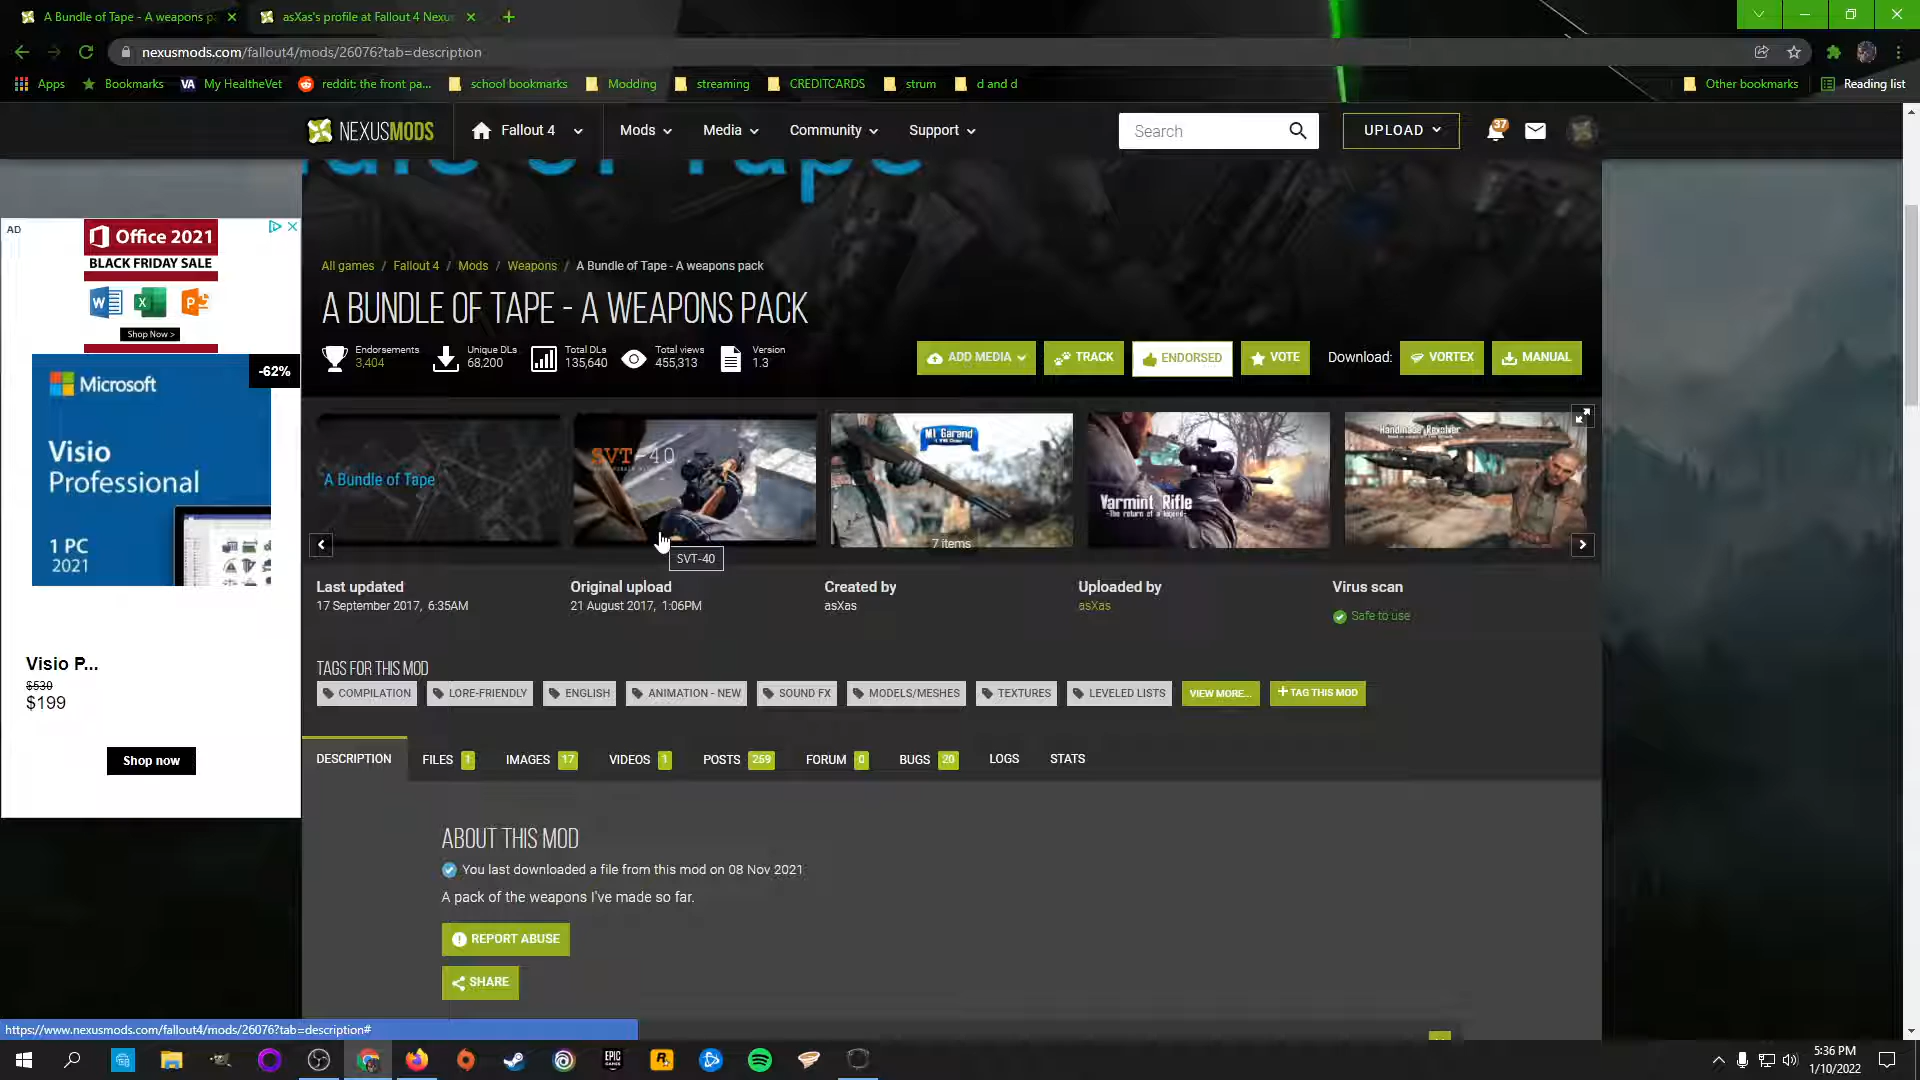 A Bundle of Tape - A weapons p
asXas's profile at Fallout 4 Nexus
nexusmods.com/fallout4/mods/26076?tab=description
Apps
Bookmarks
VA My HealtheVet
reddit: the front pa...
school bookmarks
Modding
streaming
CREDITCARDS
strum
d and d
Other bookmarks
Reading list
NEXUSMODS
Fallout 4
Mods
Media
Community
Support
Search
UPLOAD
37
AD
Office 2021
BLACK FRIDAY SALE
Shop Now >
-62%
Microsoft
Visio
Professional
1 PC
2021
Visio P...
$530
$199
Shop now
All games / Fallout 4 / Mods / Weapons / A Bundle of Tape - A weapons pack
A BUNDLE OF TAPE - A WEAPONS PACK
Endorsements
3,404
Unique DLs
68,200
Total DLs
135,640
Total views
455,313
Version
1.3
ADD MEDIA
TRACK
ENDORSED
VOTE
Download:
VORTEX
MANUAL
A Bundle of Tape
SVT-40
M1 Garand
7 items
Varmint Rifle
-The return of a legend-
Handmade Revolver
SVT-40
Last updated
17 September 2017, 6:35AM
Original upload
21 August 2017, 1:06PM
Created by
asXas
Uploaded by
asXas
Virus scan
Safe to use
TAGS FOR THIS MOD
COMPILATION
LORE-FRIENDLY
ENGLISH
ANIMATION - NEW
SOUND FX
MODELS/MESHES
TEXTURES
LEVELED LISTS
VIEW MORE...
+ TAG THIS MOD
DESCRIPTION
FILES 1
IMAGES 17
VIDEOS 1
POSTS 259
FORUM 0
BUGS 20
LOGS
STATS
ABOUT THIS MOD
You last downloaded a file from this mod on 08 Nov 2021
A pack of the weapons I've made so far.
REPORT ABUSE
SHARE
https://www.nexusmods.com/fallout4/mods/26076?tab=description#
EPIC
GAMES
5:36 PM
1/10/2022